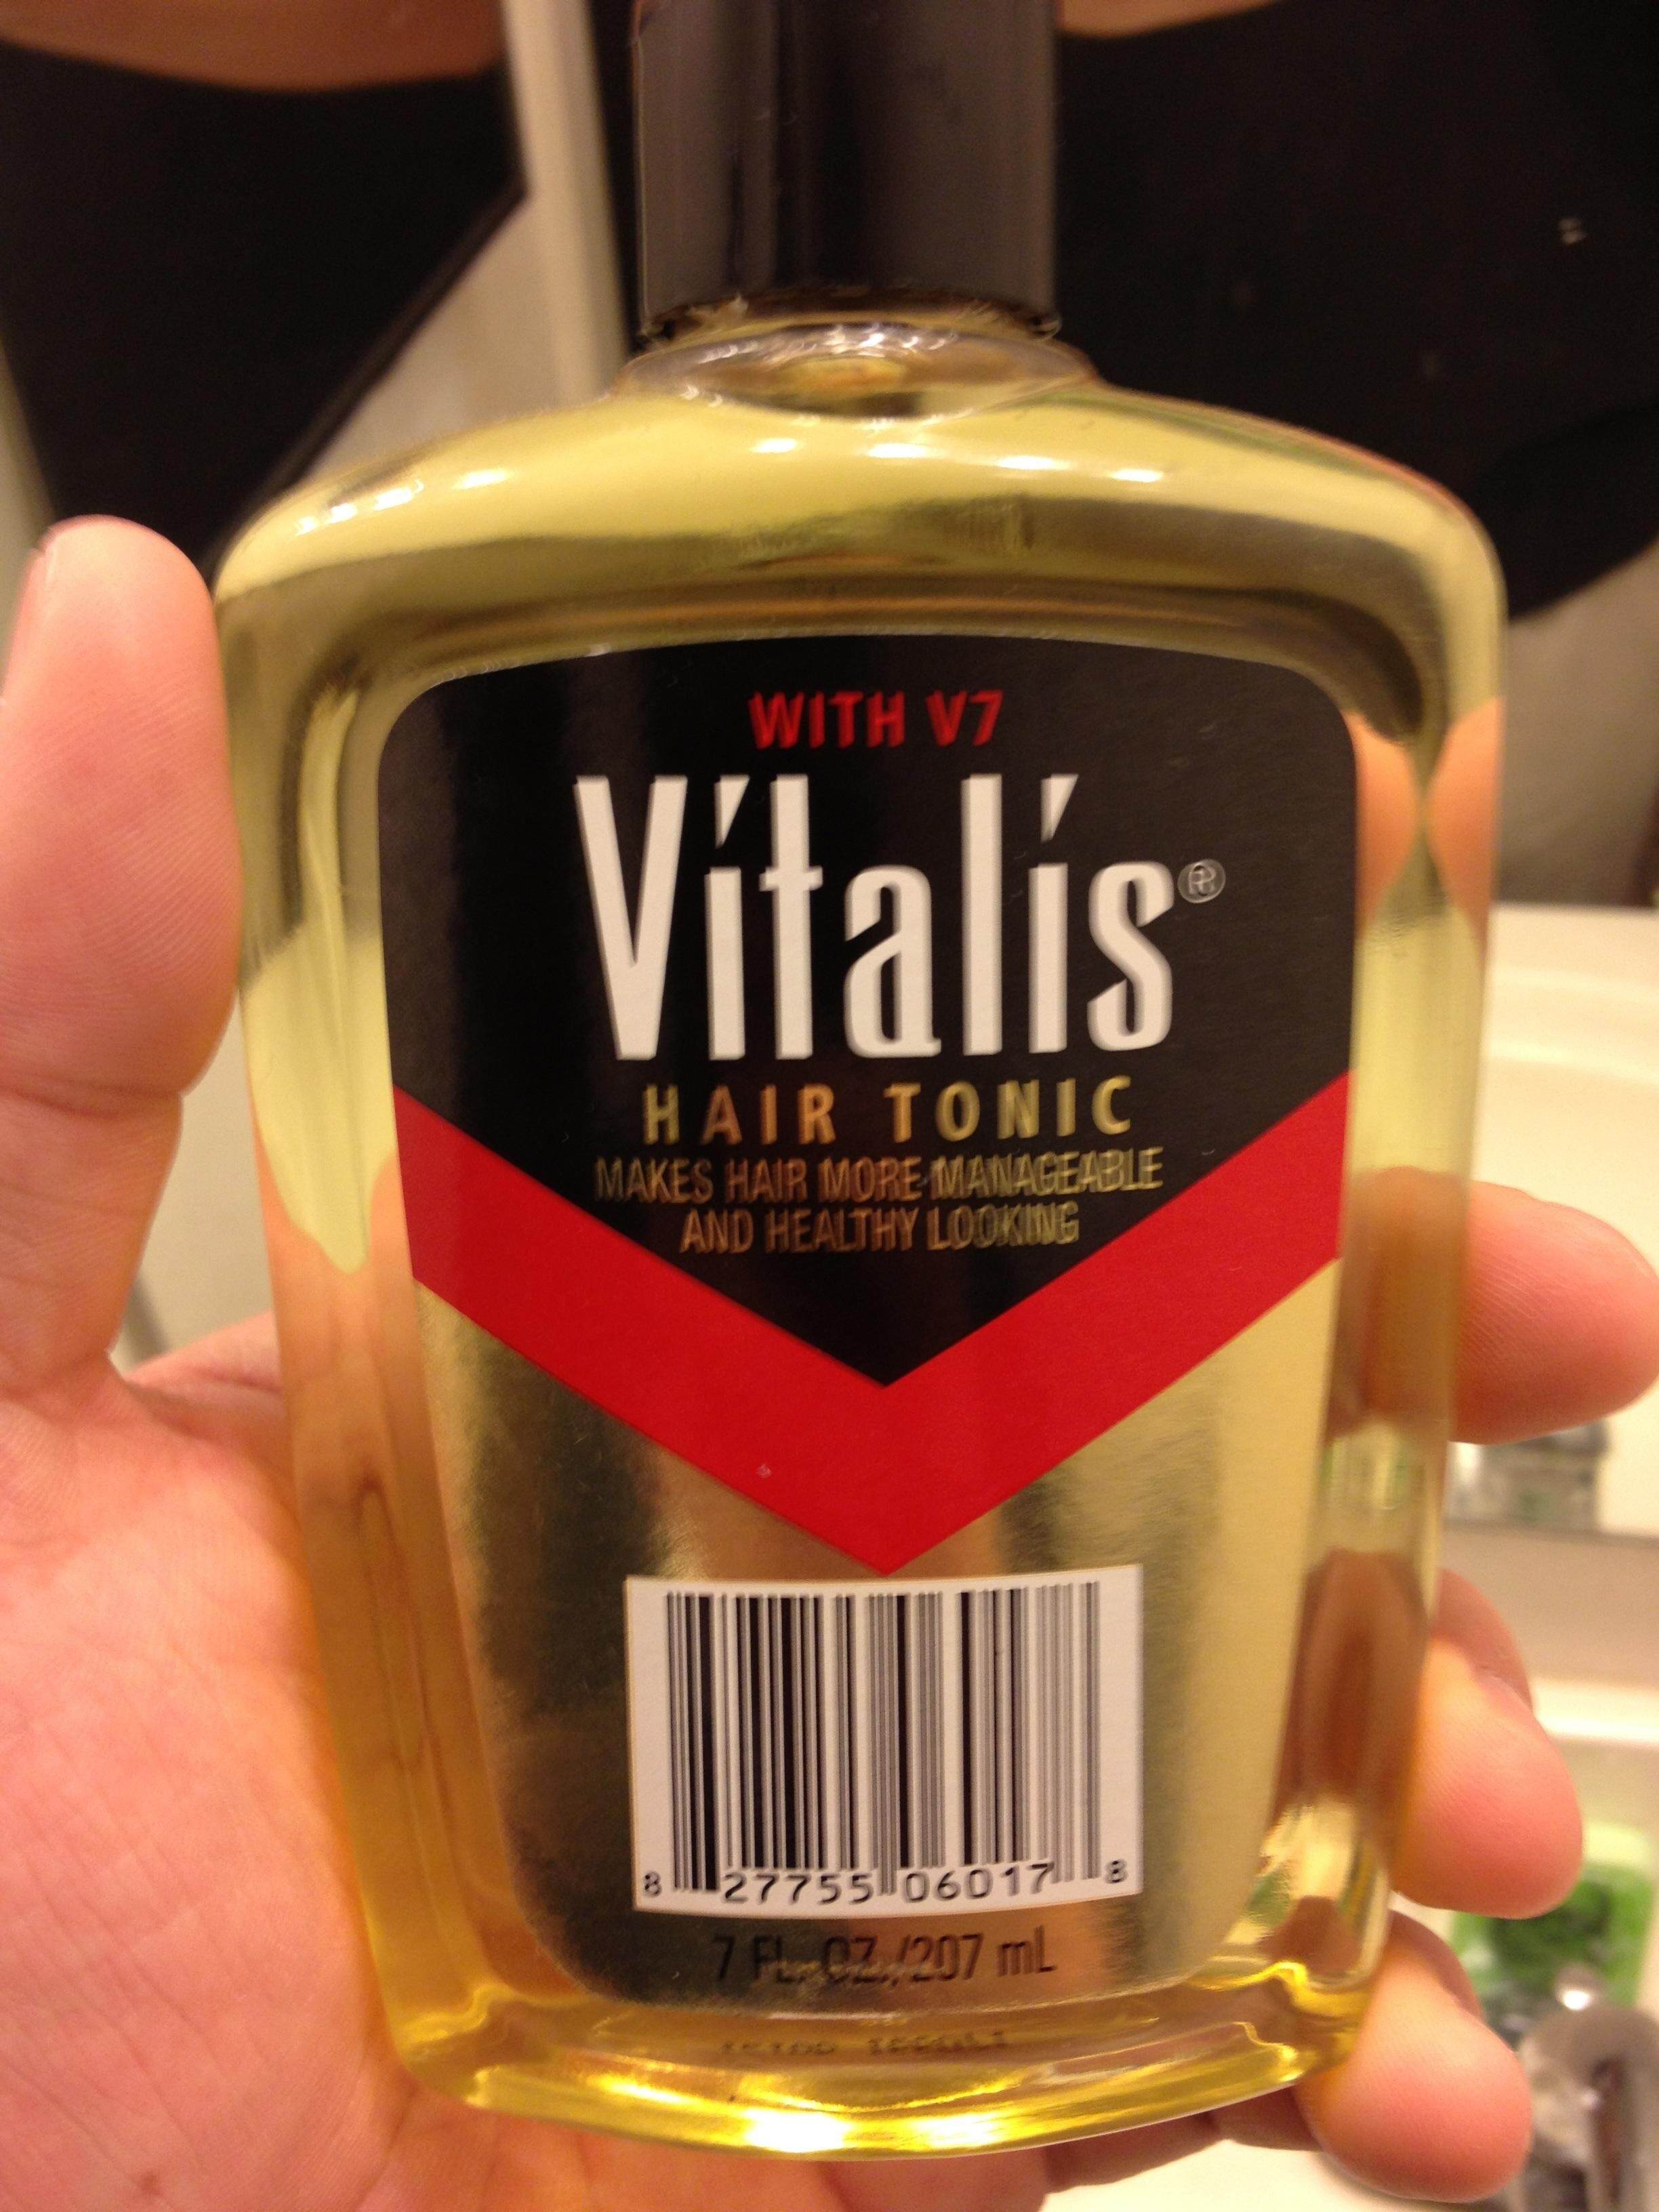 WITH V7
Vitalis®
HAIR TONIC
MAKES HAIR MORE MANAGEABLE
AND HEALTHY LOOKING
8 27755 06017 8
7 FL. OZ./207 mL